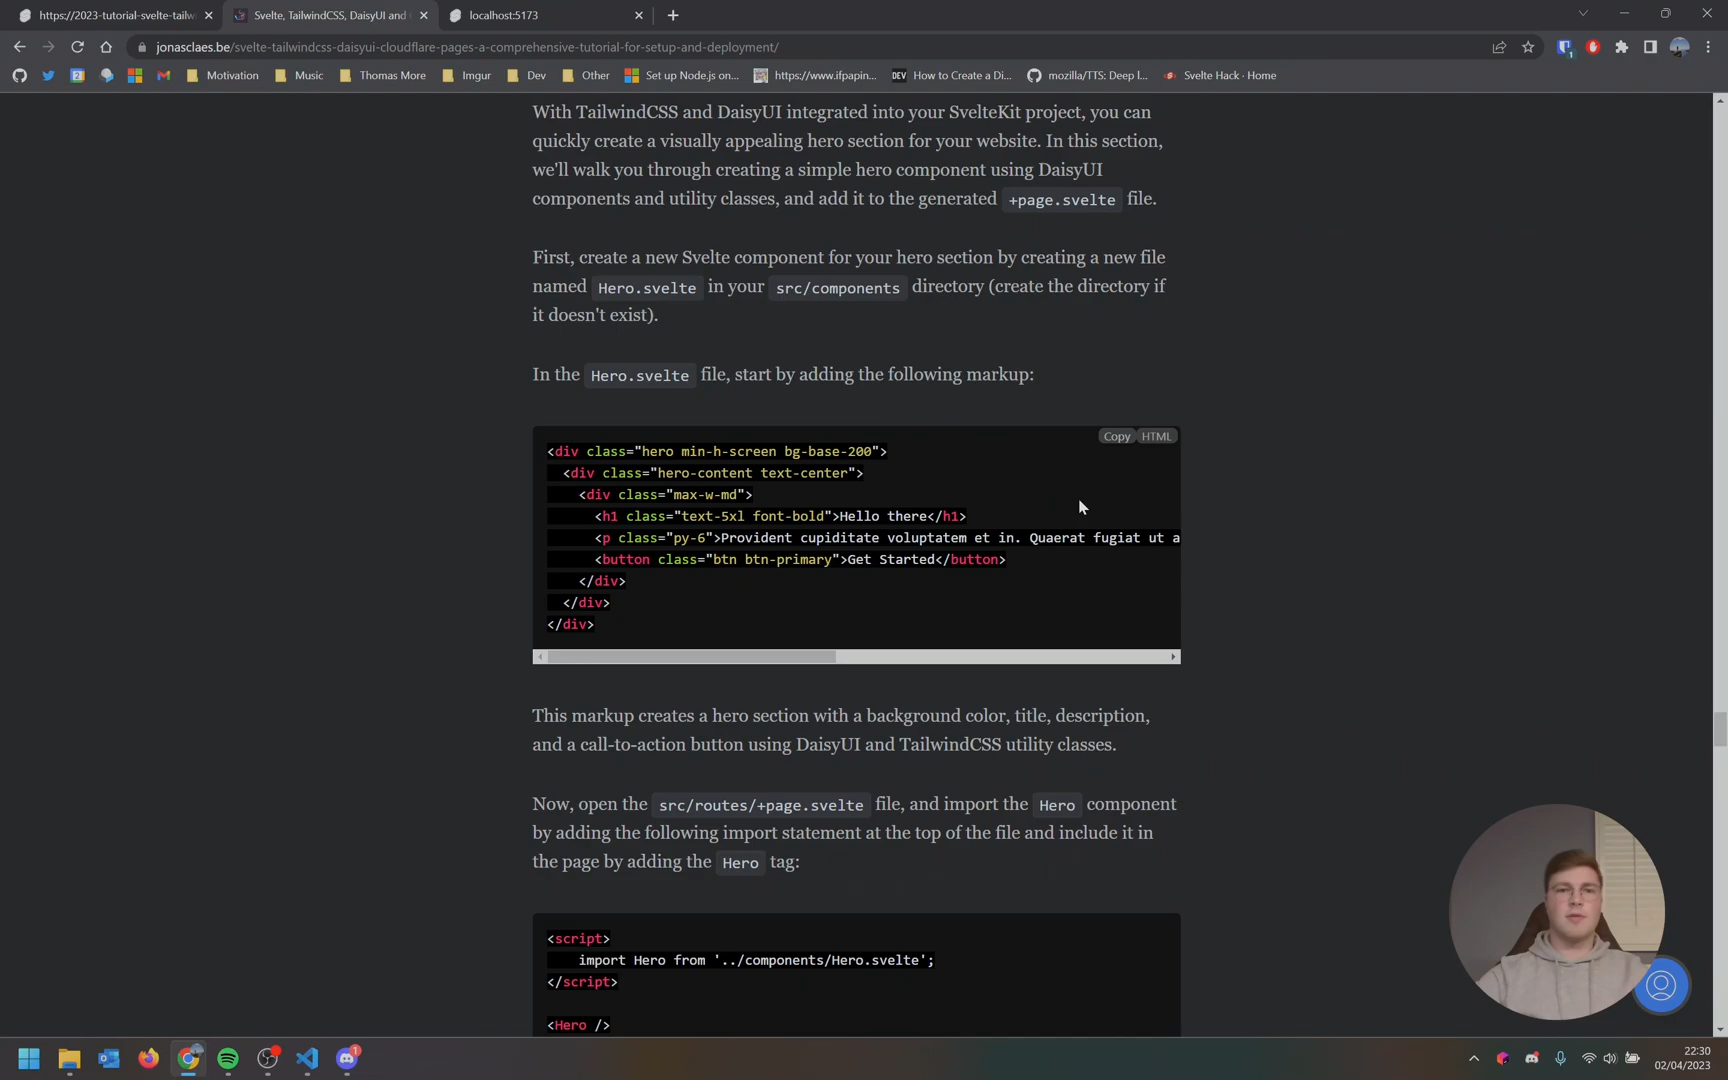 https://2023-tutorial-svelte-tailw
Svelte, TailwindCSS, DaisyUI and
localhost:5173
jonasclaes.be/svelte-tailwindcss-daisyui-cloudflare-pages-a-comprehensive-tutorial-for-setup-and-deployment/
Motivation
Music
Thomas More
Imgur
Dev
Other
Set up Node.js on...
https://www.ifpapin...
DEV How to Create a Di...
mozilla/TTS: Deep l...
Svelte Hack · Home
With TailwindCSS and DaisyUI integrated into your SvelteKit project, you can
quickly create a visually appealing hero section for your website. In this section,
we'll walk you through creating a simple hero component using DaisyUI
components and utility classes, and add it to the generated +page.svelte file.
First, create a new Svelte component for your hero section by creating a new file
named Hero.svelte in your src/components directory (create the directory if
it doesn't exist).
In the Hero.svelte file, start by adding the following markup:
Copy HTML
<div class="hero min-h-screen bg-base-200">
<div class="hero-content text-center">
<div class="max-w-md">
<h1 class="text-5xl font-bold">Hello there</h1>
<p class="py-6">Provident cupiditate voluptatem et in. Quaerat fugiat ut a
<button class="btn btn-primary">Get Started</button>
</div>
</div>
</div>
This markup creates a hero section with a background color, title, description,
and a call-to-action button using DaisyUI and TailwindCSS utility classes.
Now, open the src/routes/+page.svelte file, and import the Hero component
by adding the following import statement at the top of the file and include it in
the page by adding the Hero tag:
<script>
import Hero from '../components/Hero.svelte';
</script>
<Hero />
22:30
02/04/2023